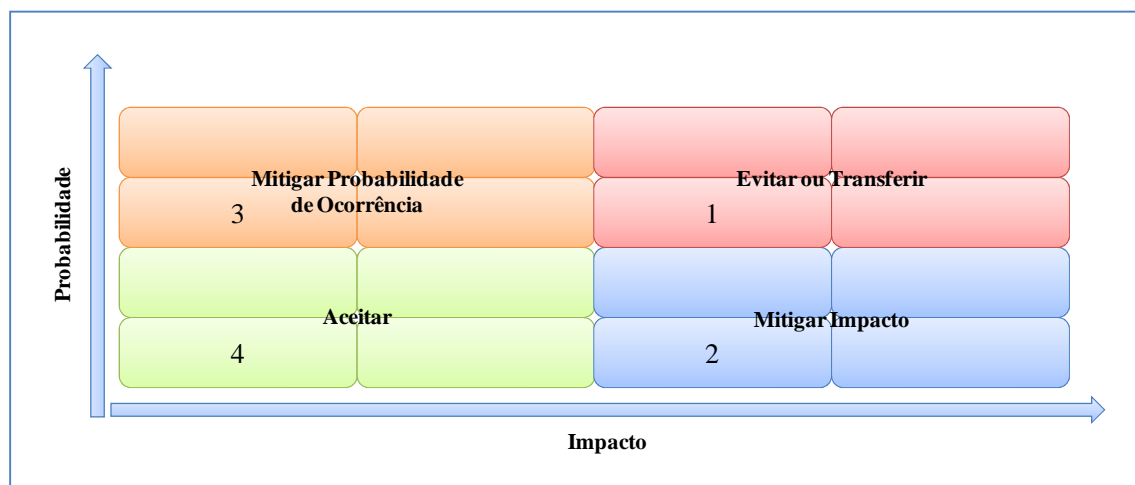 Probabilidade
Mitigar Probabilidade
de Ocorrência
3
Evitar ou Transferir
1
Aceitar
4
Mitigar Impacto
2
Impacto